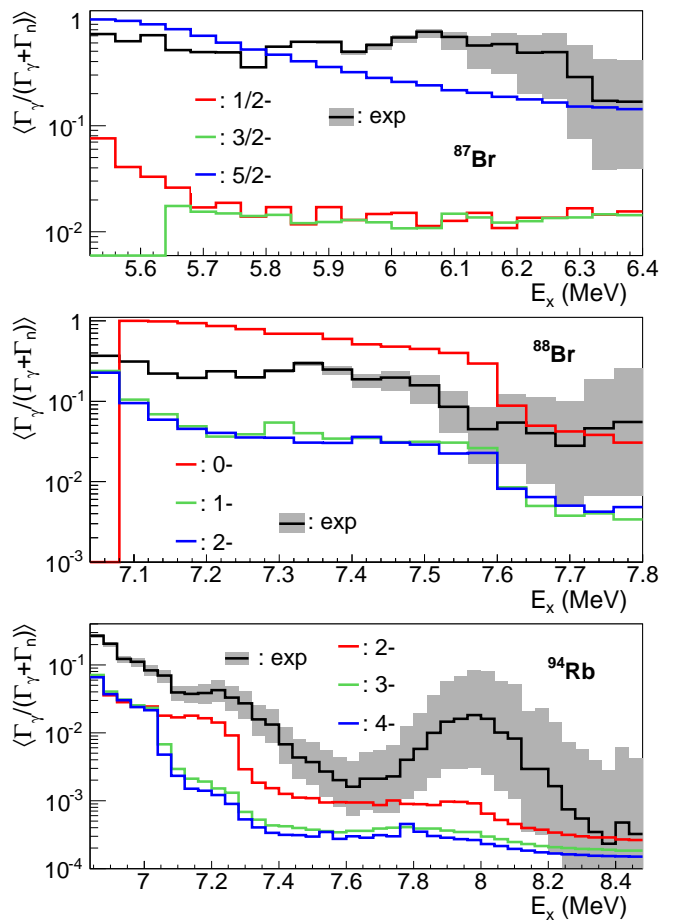 ⟨Γγ/(Γγ+Γn)⟩
1
10-1
10-2
: 1/2-
: 3/2-
: 5/2-
: exp
87Br
5.6 5.7 5.8 5.9 6 6.1 6.2 6.3 6.4
Ex (MeV)
⟨Γγ/(Γγ+Γn)⟩
1
10-1
10-2
10-3
88Br
: 0-
: 1-
: 2-
: exp
7.1 7.2 7.3 7.4 7.5 7.6 7.7 7.8
Ex (MeV)
⟨Γγ/(Γγ+Γn)⟩
10-1
10-2
10-3
10-4
: exp
: 2-
: 3-
: 4-
94Rb
7 7.2 7.4 7.6 7.8 8 8.2 8.4
Ex (MeV)